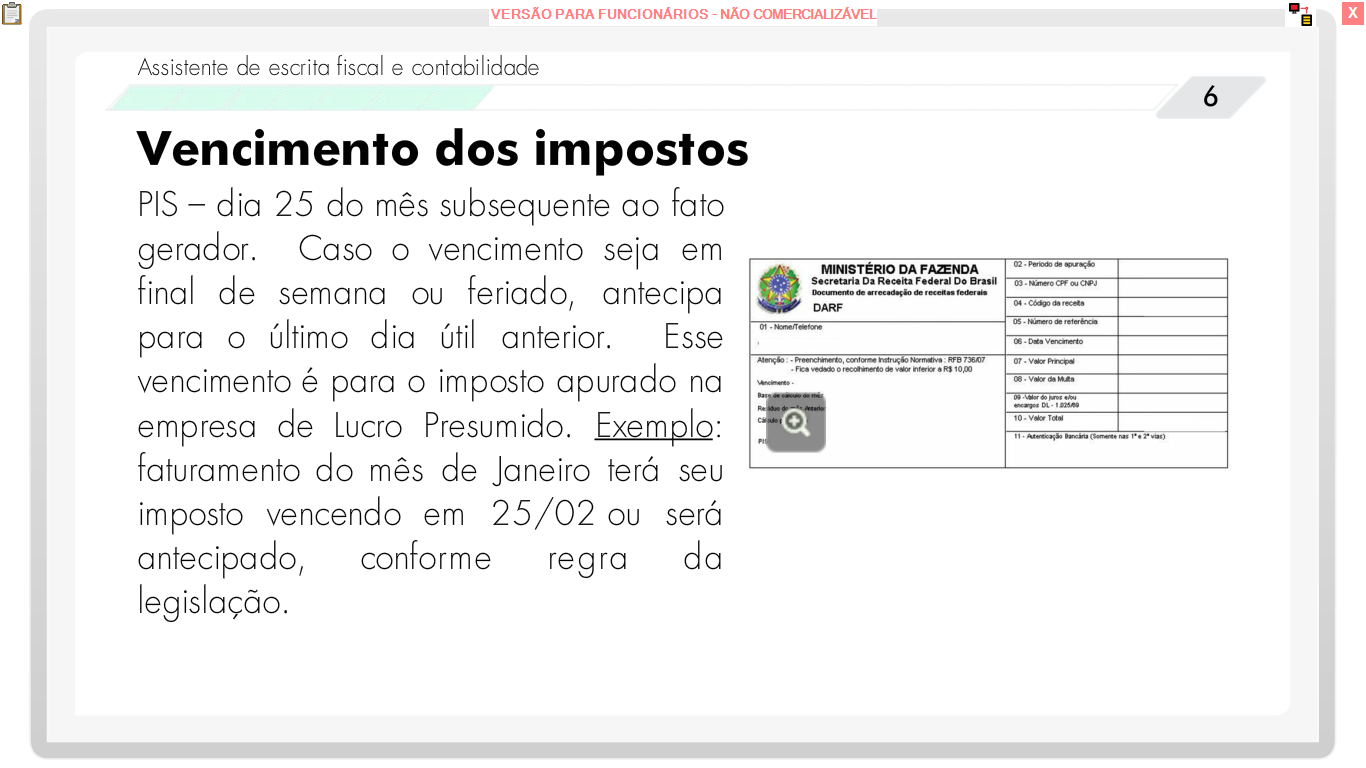 VERSÃO PARA FUNCIONÁRIOS - NÃO COMERCIALIZÁVEL
X
Assistente de escrita fiscal e contabilidade
6
Vencimento dos impostos
PIS – dia 25 do mês subsequente ao fato
gerador. Caso o vencimento seja em
final de semana ou feriado, antecipa
para o último dia útil anterior. Esse
vencimento é para o imposto apurado na
empresa de Lucro Presumido. Exemplo:
faturamento do mês de Janeiro terá seu
imposto vencendo em 25/02 ou será
antecipado, conforme regra da
legislação.
MINISTÉRIO DA FAZENDA
Secretaria Da Receita Federal Do Brasil
Documento de arrecadação de receitas federais
DARF
01 - Nome/Telefone
Atenção : - Preenchimento, conforme Instrução Normativa : RFB 736/07
- Fica vedado o recolhimento de valor inferior a R$ 10,00
Vencimento -
Base de cálculo do mês
PIS
02 - Período de apuração
03 - Número CPF ou CNPJ
04 - Código da receita
05 - Número de referência
06 - Data Vencimento
07 - Valor Principal
08 - Valor da Multa
09 -Valor do juros e/ou
encargos DL - 1.025/69
10 - Valor Total
11 - Autenticação Bancária (Somente nas 1ª e 2ª vias)